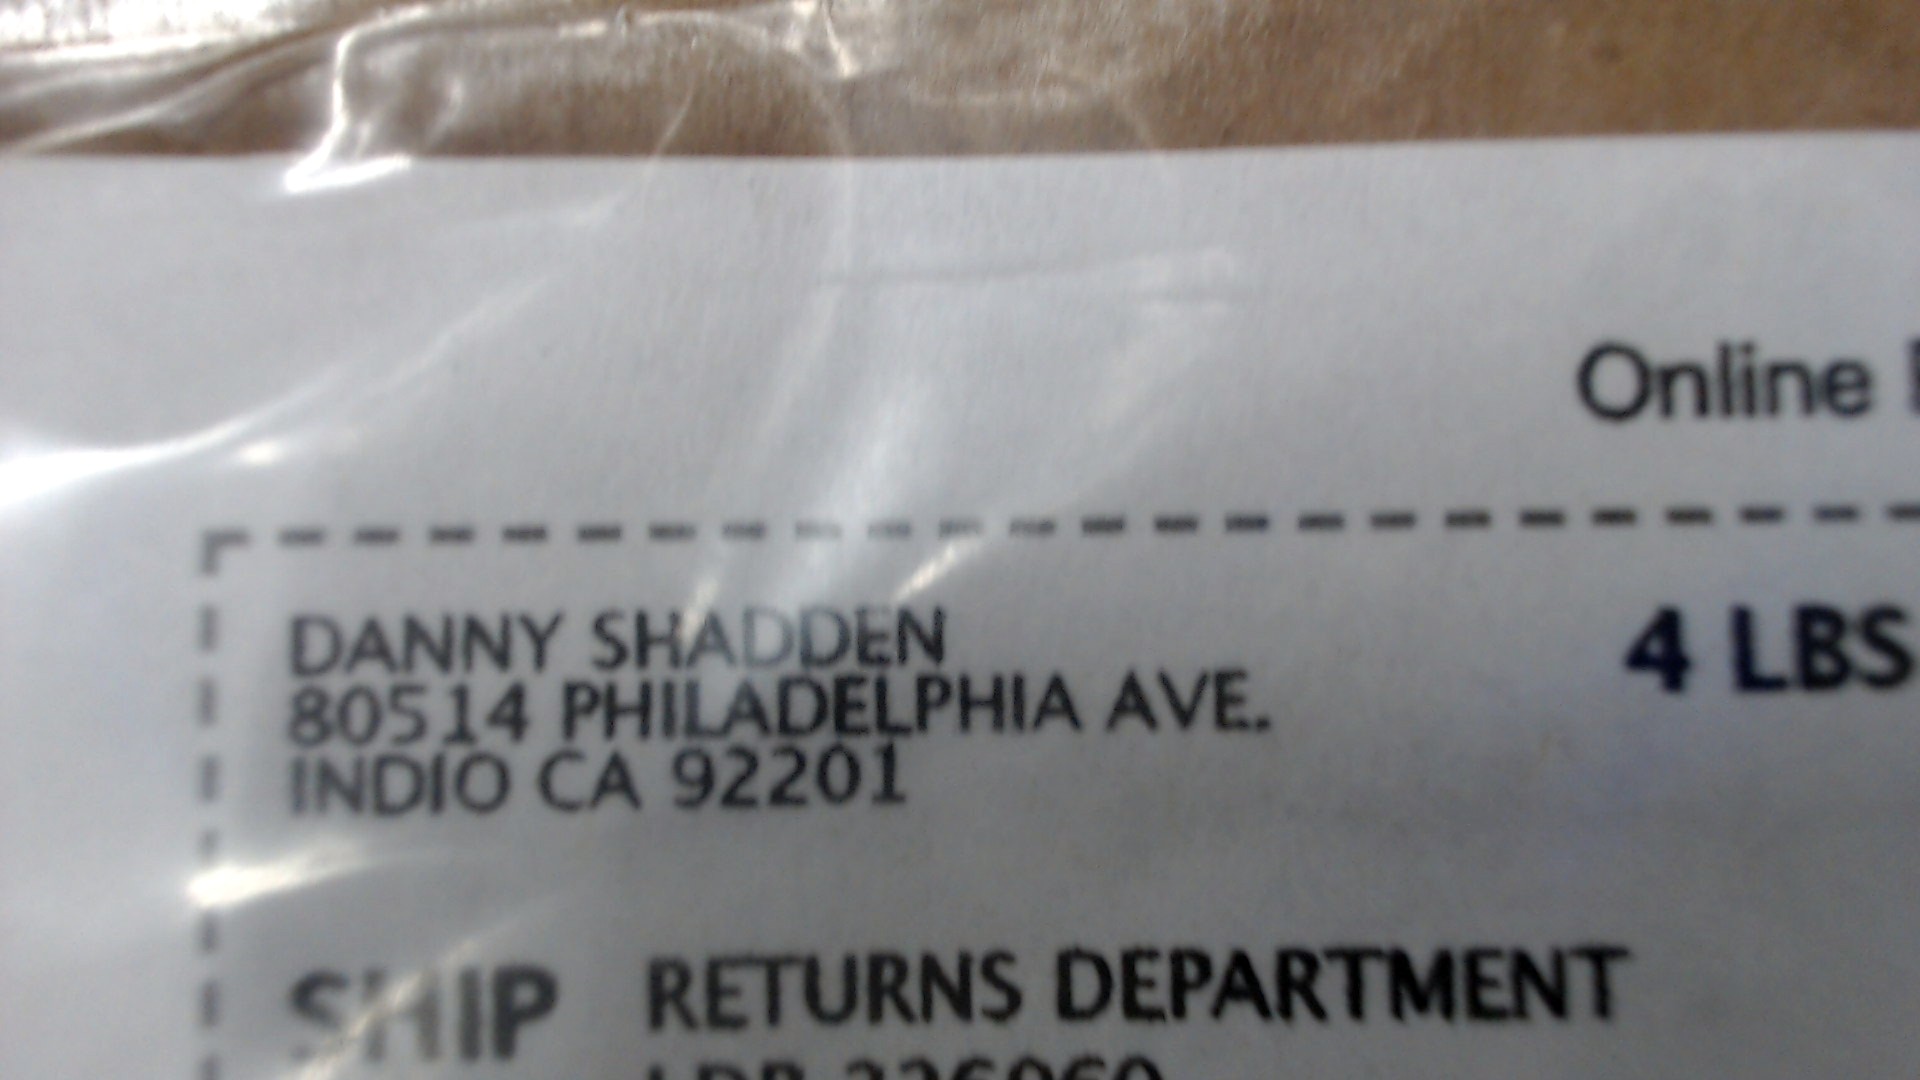 Online
DANNY SHADDEN
4 LBS
80514 PHILADELPHIA AVE.
INDIO CA 92201
SHIP
RETURNS DEPARTMENT